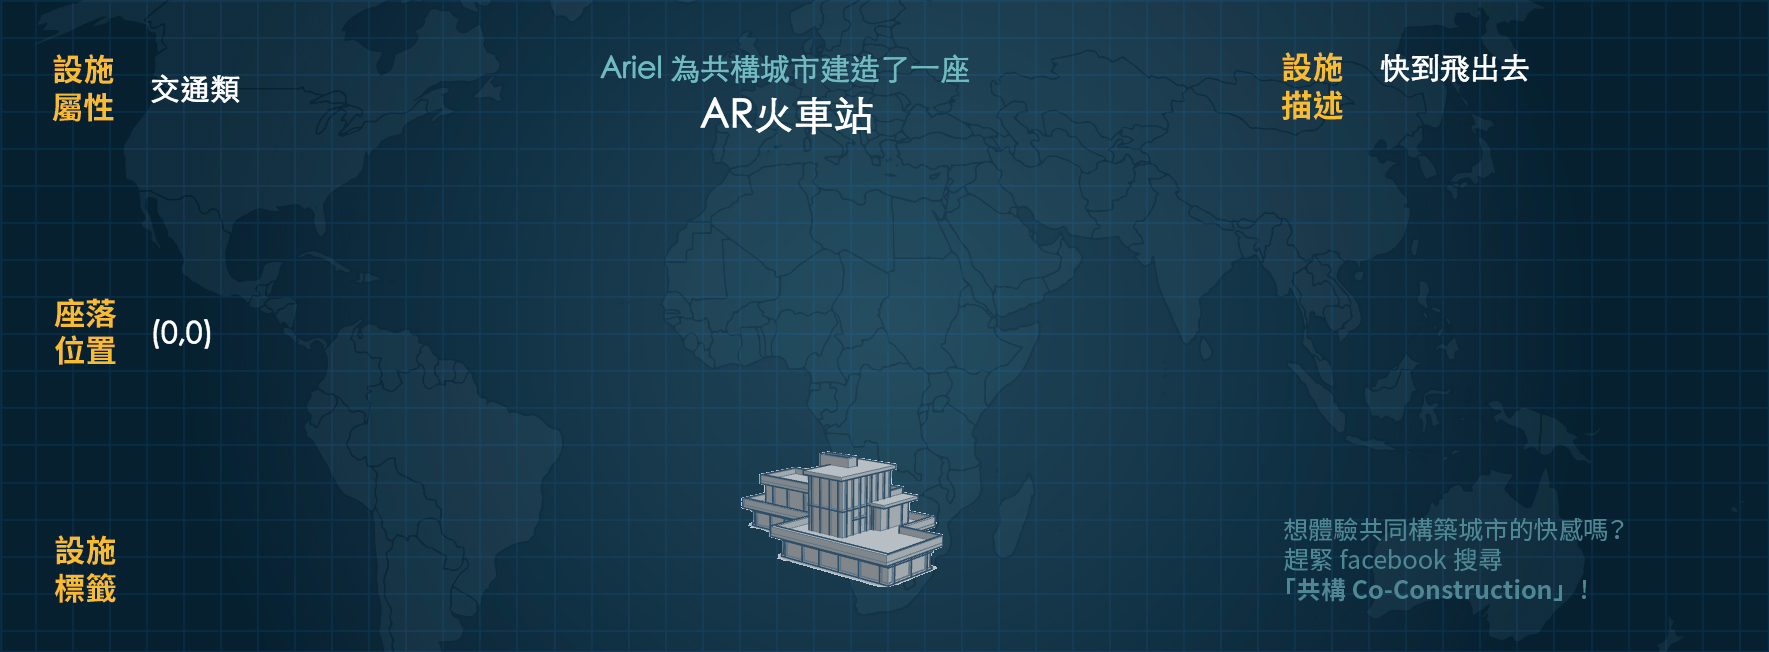 設施
屬性
交通類
Ariel 為共構城市建造了一座
AR火車站
設施
描述
快到飛出去
座落
位置
(0,0)
設施
標籤
想體驗共同構築城市的快感嗎？
趕緊 facebook 搜尋
「共構 Co-Construction」！